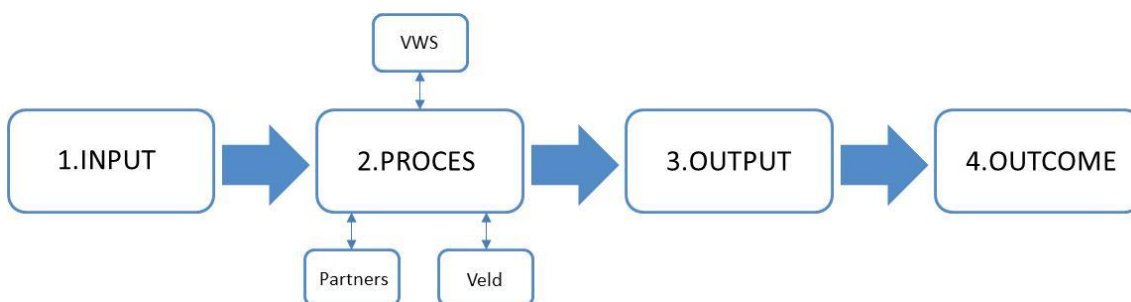 VWS
1.INPUT
2.PROCES
3.OUTPUT
4.OUTCOME
Partners
Veld